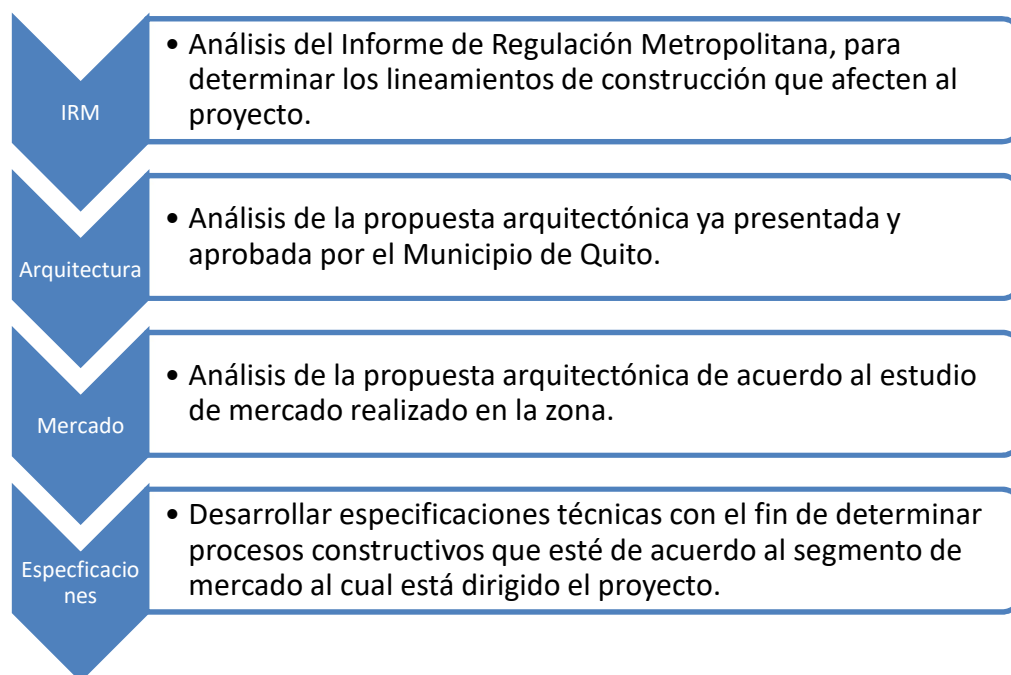 IRM
• Análisis del Informe de Regulación Metropolitana, para
determinar los lineamientos de construcción que afecten al
proyecto.
Arquitectura
• Análisis de la propuesta arquitectónica ya presentada y
aprobada por el Municipio de Quito.
Mercado
• Análisis de la propuesta arquitectónica de acuerdo al estudio
de mercado realizado en la zona.
Especficacio
nes
• Desarrollar especificaciones técnicas con el fin de determinar
procesos constructivos que esté de acuerdo al segmento de
mercado al cual está dirigido el proyecto.